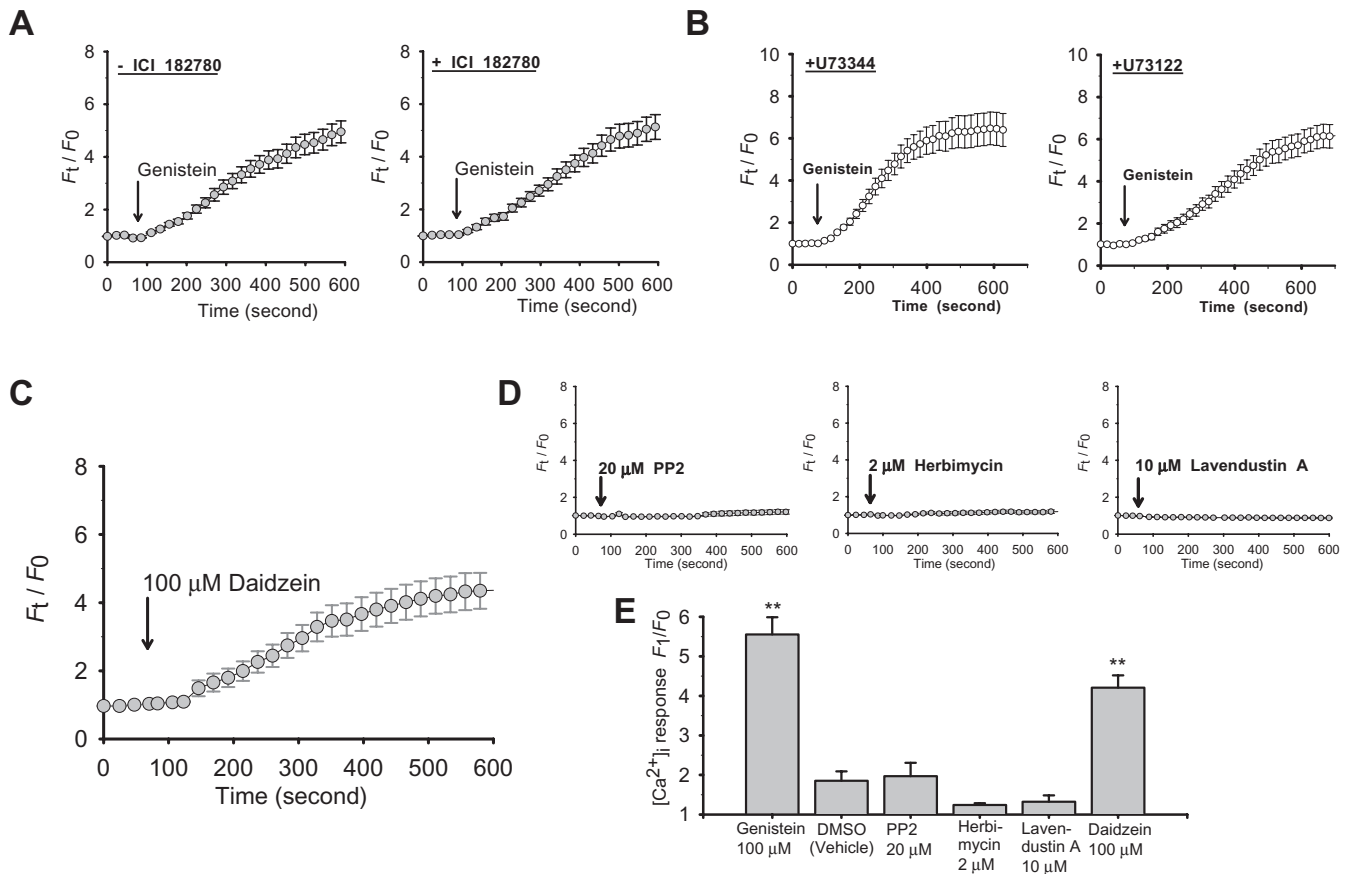 A
- ICI 182780
8
6
4
2
0
Ft / F0
Genistein
0 100 200 300 400 500 600
Time (second)
+ ICI 182780
8
6
4
2
0
Ft / F0
Genistein
0 100 200 300 400 500 600
Time (second)
B
+U73344
10
8
6
4
2
0
Ft / F0
Genistein
0 200 400 600
Time (second)
+U73122
10
8
6
4
2
0
Ft / F0
Genistein
0 200 400 600
Time (second)
C
8
6
4
2
0
Ft / F0
100 μM Daidzein
0 100 200 300 400 500 600
Time (second)
D
8
6
4
2
0
Ft / F0
20 μM PP2
0 100 200 300 400 500 600
Time (second)
8
6
4
2
0
Ft / F0
2 μM Herbimycin
0 100 200 300 400 500 600
Time (second)
8
6
4
2
0
Ft / F0
10 μM Lavendustin A
0 100 200 300 400 500 600
Time (second)
E
6
5
4
3
2
1
[Ca2+]i response F1/F0
**
**
Genistein
100 μM
DMSO
(Vehicle)
PP2
20 μM
Herbi-
mycin
2 μM
Laven-
dustin A
10 μM
Daidzein
100 μM